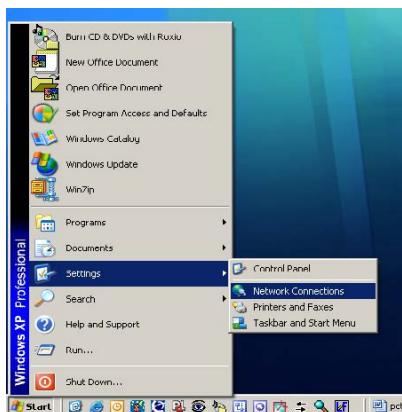 Burn CD & DVDs with Roxio
New Office Document
Open Office Document
Set Program Access and Defaults
Windows Catalog
Windows Update
WinZip
Programs
Documents
Settings
Search
Help and Support
Run...
Shut Down...
Windows XP Professional
Control Panel
Network Connections
Printers and Faxes
Taskbar and Start Menu
Start